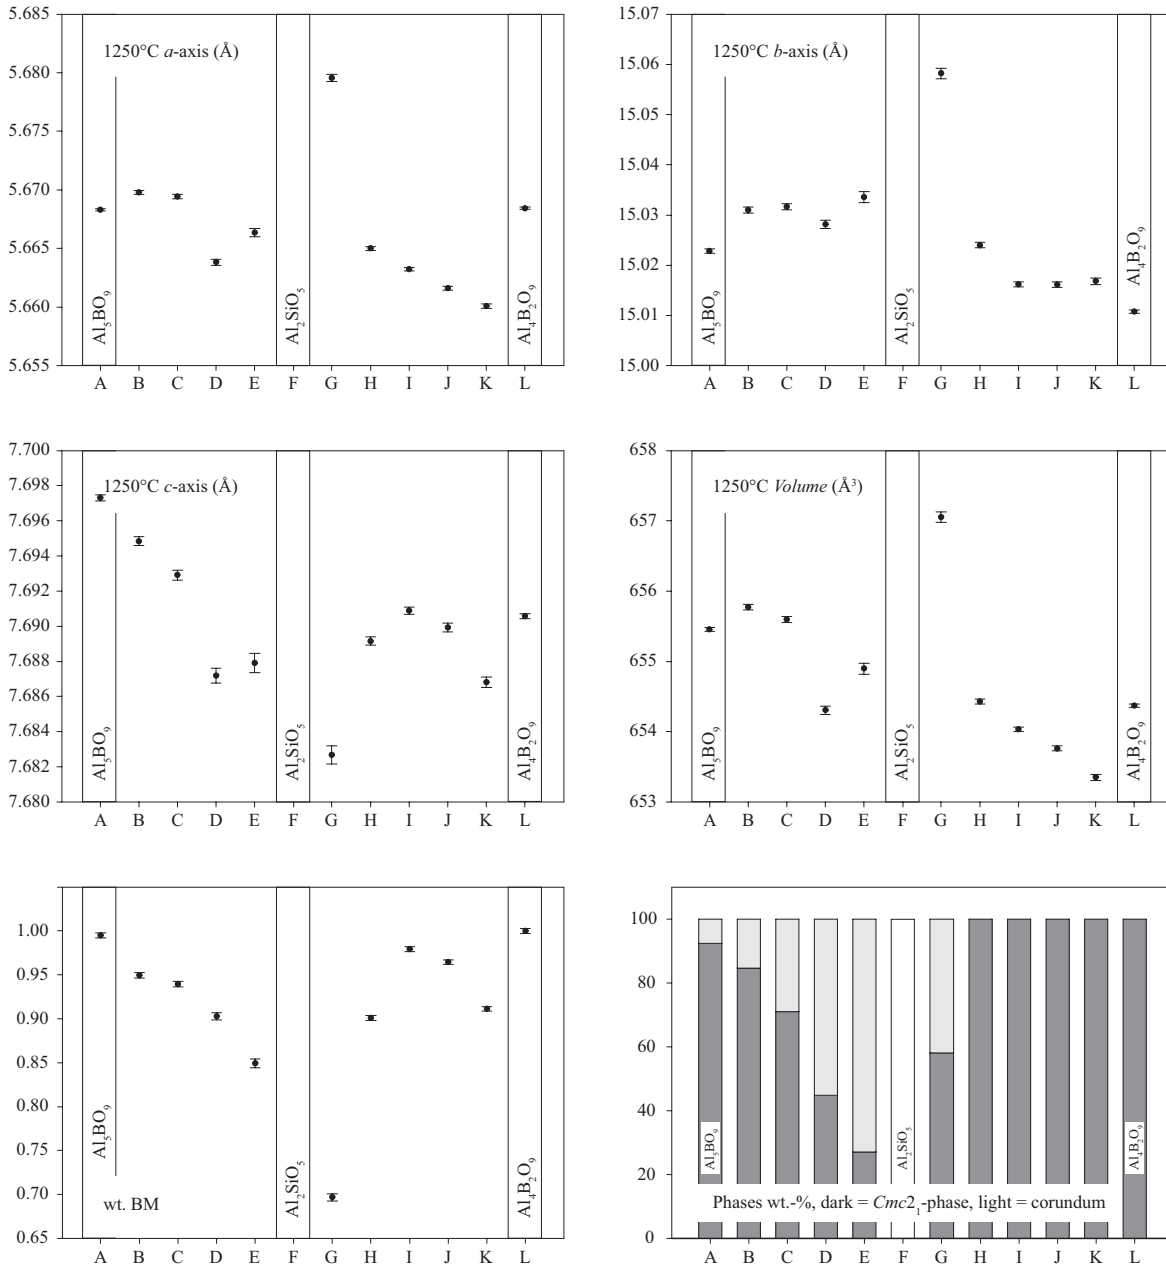 5.685
5.680
5.675
5.670
5.665
5.660
5.655
1250°C a-axis (Å)
Al₅BO₉
Al₂SiO₅
Al₄B₂O₉
A B C D E F G H I J K L
15.07
15.06
15.05
15.04
15.03
15.02
15.01
15.00
1250°C b-axis (Å)
Al₅BO₉
Al₂SiO₅
Al₄B₂O₉
A B C D E F G H I J K L
7.700
7.698
7.696
7.694
7.692
7.690
7.688
7.686
7.684
7.682
7.680
1250°C c-axis (Å)
Al₅BO₉
Al₂SiO₅
Al₄B₂O₉
A B C D E F G H I J K L
658
657
656
655
654
653
1250°C Volume (Å³)
Al₅BO₉
Al₂SiO₅
Al₄B₂O₉
A B C D E F G H I J K L
1.00
0.95
0.90
0.85
0.80
0.75
0.70
0.65
wt. BM
Al₅BO₉
Al₂SiO₅
Al₄B₂O₉
A B C D E F G H I J K L
100
80
60
40
20
0
Al₅BO₉
Al₂SiO₅
Al₄B₂O₉
Phases wt.-%, dark = Cmc2₁-phase, light = corundum
A B C D E F G H I J K L